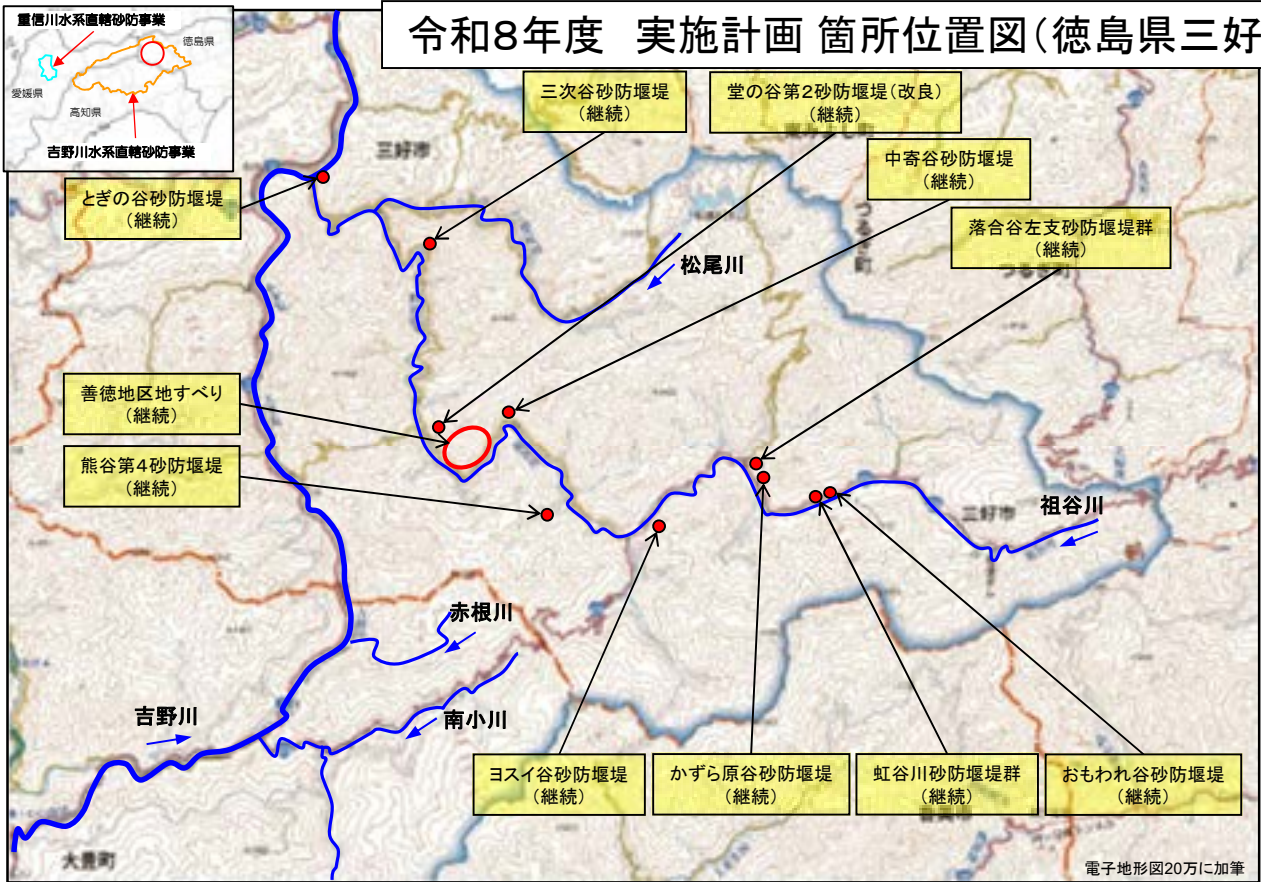 令和8年度 実施計画 箇所位置図(徳島県三好
重信川水系直轄砂防事業
徳島県
愛媛県
高知県
吉野川水系直轄砂防事業
三次谷砂防堰堤
(継続)
堂の谷第2砂防堰堤(改良)
(継続)
中寄谷砂防堰堤
(継続)
落合谷左支砂防堰堤群
(継続)
とぎの谷砂防堰堤
(継続)
三好市
つるぎ町
つるぎ町
松尾川
善徳地区地すべり
(継続)
熊谷第4砂防堰堤
(継続)
三好市
祖谷川
赤根川
吉野川
南小川
ヨスイ谷砂防堰堤
(継続)
かずら原谷砂防堰堤
(継続)
虹谷川砂防堰堤群
(継続)
おもわれ谷砂防堰堤
(継続)
大豊町
電子地形図20万に加筆